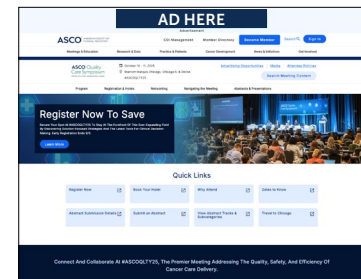 AD HERE
Advertisement
ASCO
COI Management
Member Directory
Become Member
Search
Sign In
Meetings & Education
Research & Data
Practice & Patients
Career Development
News & Initiatives
Get Involved
ASCO Quality
Care Symposium
October 10 - 11, 2025
#ASCOQLTY25
Advertising Opportunities
Media
Attendee Entries
Search Meeting Content
Program
Registration & Hotels
Networking
Navigating the Meeting
Abstracts & Presentations
Register Now To Save
Learn More
Quick Links
Register Now
Book Your Hotel
Why Attend
Dates to Know
Abstract Submission Details
Submit an Abstract
View Abstract Tracks &
Subcategories
Travel to Chicago
Connect And Collaborate At #ASCOQLTY25, The Premier Meeting Addressing The Quality, Safety, And Efficiency Of
Cancer Care Delivery.